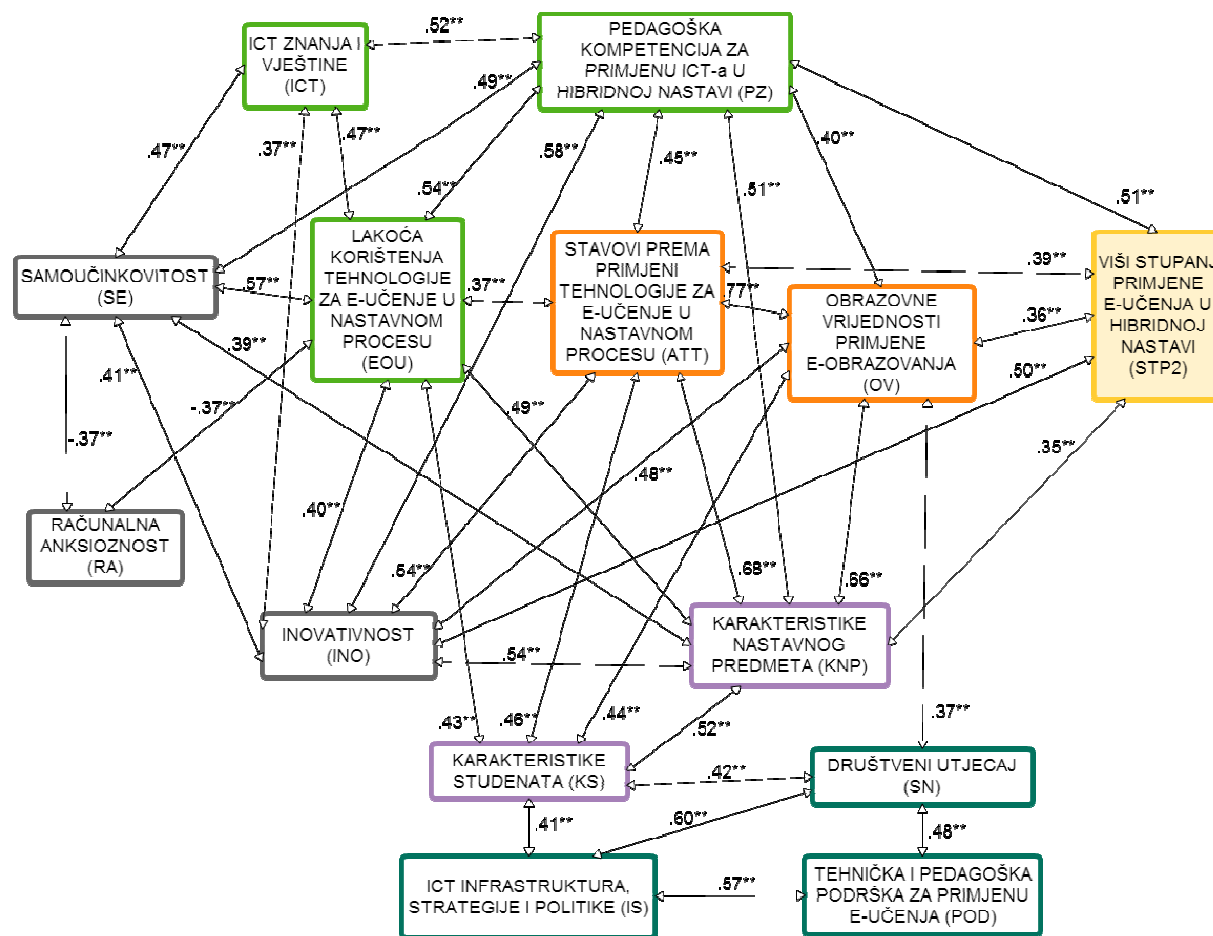 ICT ZNANJA I
VJEŠTINE
(ICT)
.52**
PEDAGOŠKA
KOMPETENCIJA ZA
PRIMJENU ICT-a U
HIBRIDNOJ NASTAVI (PZ)
.49**
.47**
.37**
.47**
.58**
.45**
.40**
.54**
.51**
.51**
SAMOUČINKOVITOST
(SE)
.57**
LAKOĆA
KORIŠTENJA
TEHNOLOGIJE
ZA E-UČENJE U
NASTAVNOM
PROCESU (EOU)
.37**
STAVOVI PREMA
PRIMJENI
TEHNOLOGIJE ZA
E-UČENJE U
NASTAVNOM
PROCESU (ATT)
.77**
.39**
OBRAZOVNE
VRIJEDNOSTI
PRIMJENE
E-OBRAZOVANJA
(OV)
.36**
VIŠI STUPANJ
PRIMJENE
E-UČENJA U
HIBRIDNOJ
NASTAVI
(STP2)
.39**
.41**
-.37**
.49**
.50**
-.37**
.48**
.35**
RAČUNALNA
ANKSIOZNOST
(RA)
.40**
.54**
.68**
.66**
INOVATIVNOST
(INO)
.54**
KARAKTERISTIKE
NASTAVNOG
PREDMETA (KNP)
.43**
.46**
.44**
.52**
.37**
KARAKTERISTIKE
STUDENATA (KS)
.42**
DRUŠTVENI UTJECAJ
(SN)
.41**
.60**
.48**
ICT INFRASTRUKTURA,
STRATEGIJE I POLITIKE (IS)
.57**
TEHNIČKA I PEDAGOŠKA
PODRŠKA ZA PRIMJENU
E-UČENJA (POD)